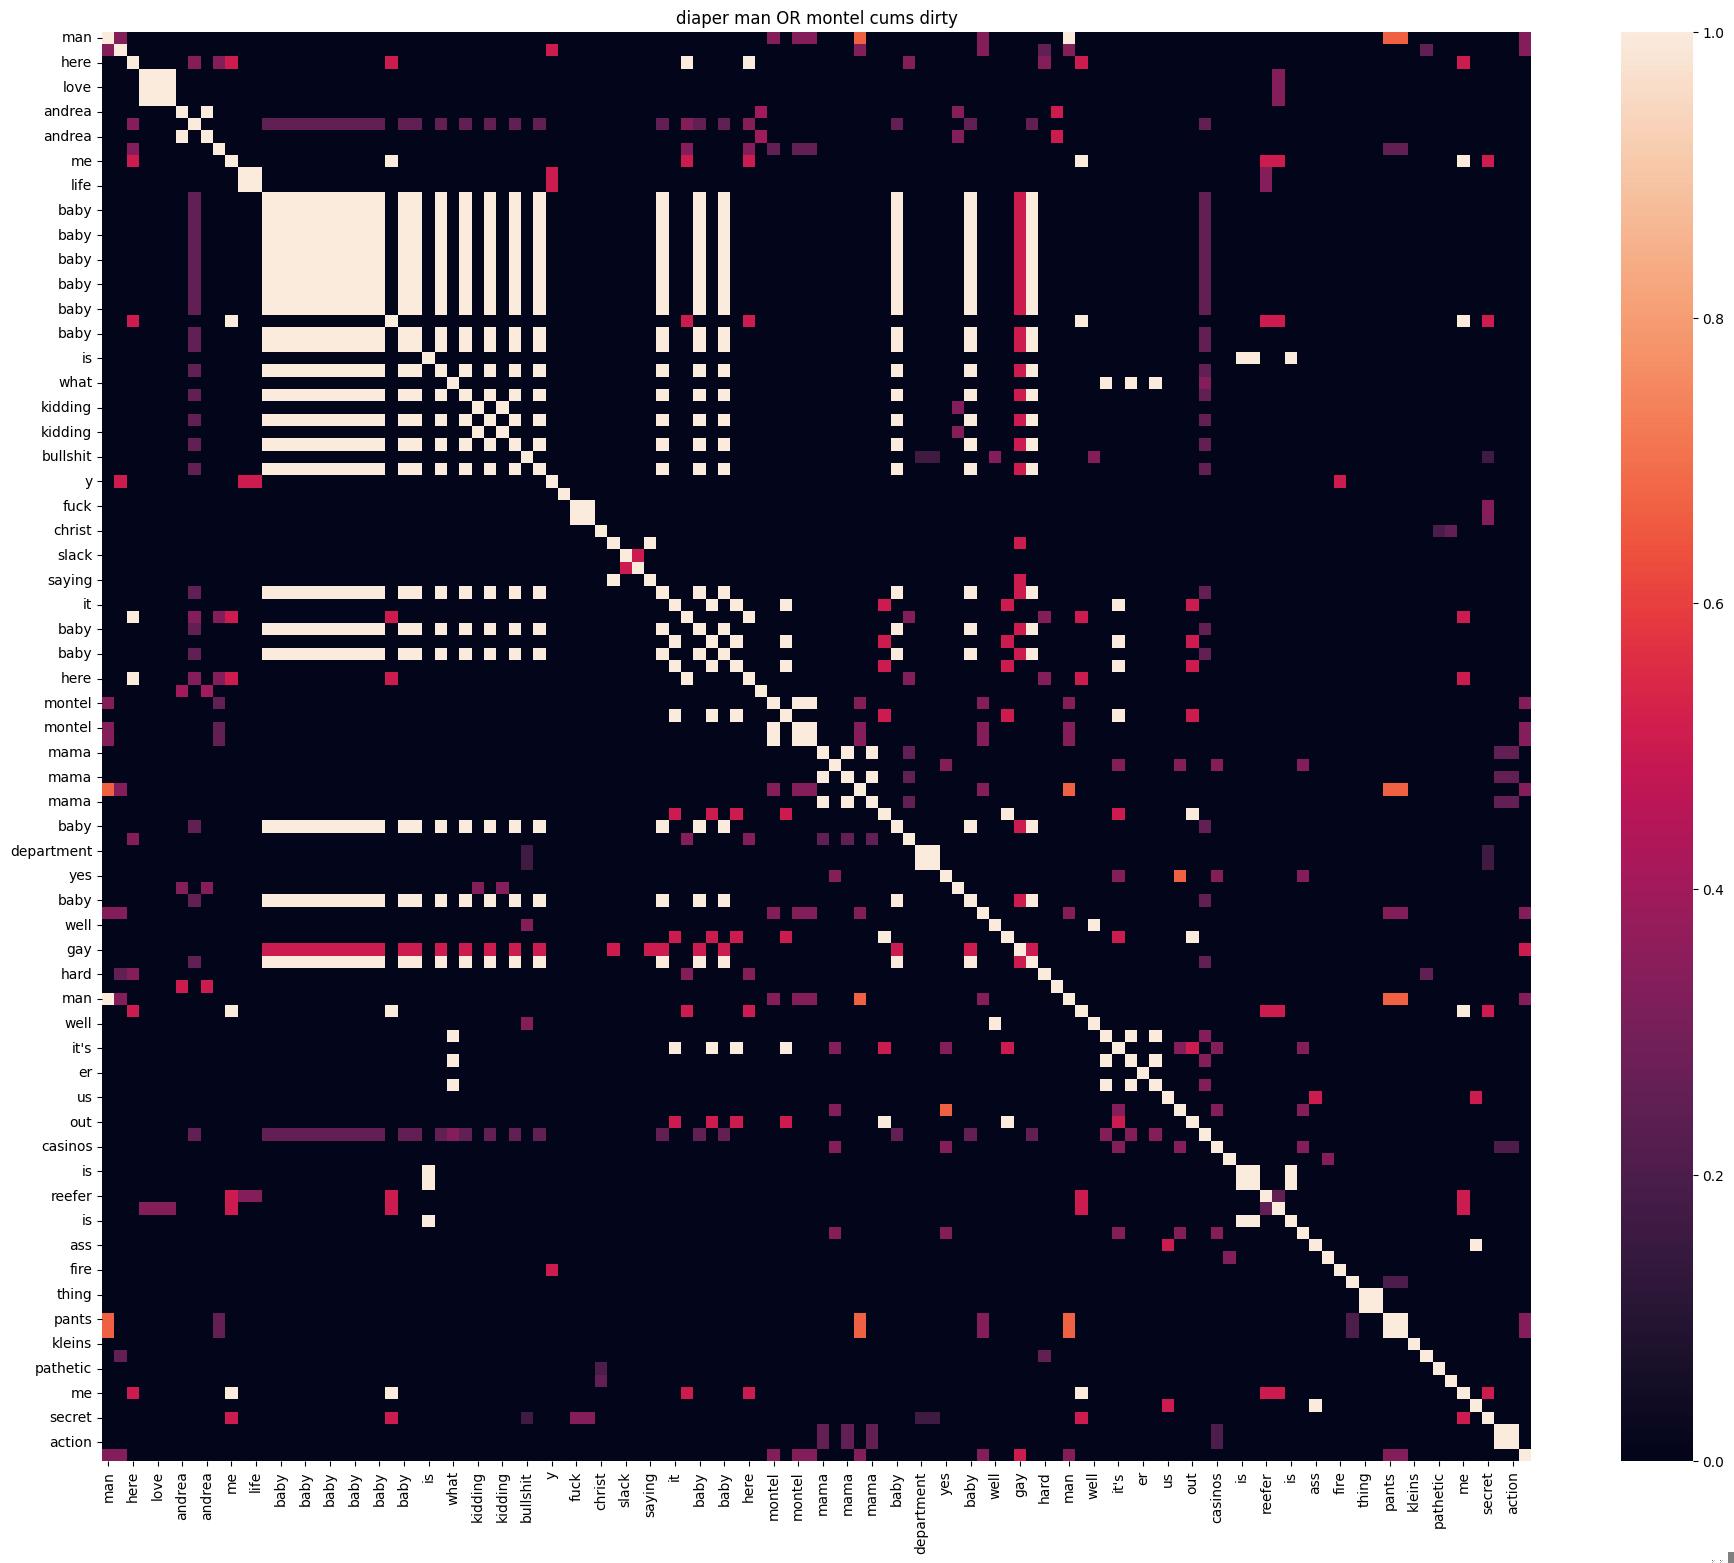 diaper man OR montel cums dirty
man
here
love
andrea
andrea
me
life
baby
baby
baby
baby
baby
baby
is
what
kidding
kidding
bullshit
y
fuck
christ
slack
saying
it
baby
baby
here
montel
montel
mama
mama
mama
baby
department
yes
baby
well
gay
hard
man
well
it's
er
us
out
casinos
is
reefer
is
ass
fire
thing
pants
kleins
pathetic
me
secret
action
1.0
0.8
0.6
0.4
0.2
0.0
man
here
love
andrea
andrea
me
life
baby
baby
baby
baby
baby
baby
is
what
kidding
kidding
bullshit
y
fuck
christ
slack
saying
it
baby
baby
here
montel
montel
mama
mama
mama
baby
department
yes
baby
well
gay
hard
man
well
it's
er
us
out
casinos
is
reefer
is
ass
fire
thing
pants
kleins
pathetic
me
secret
action